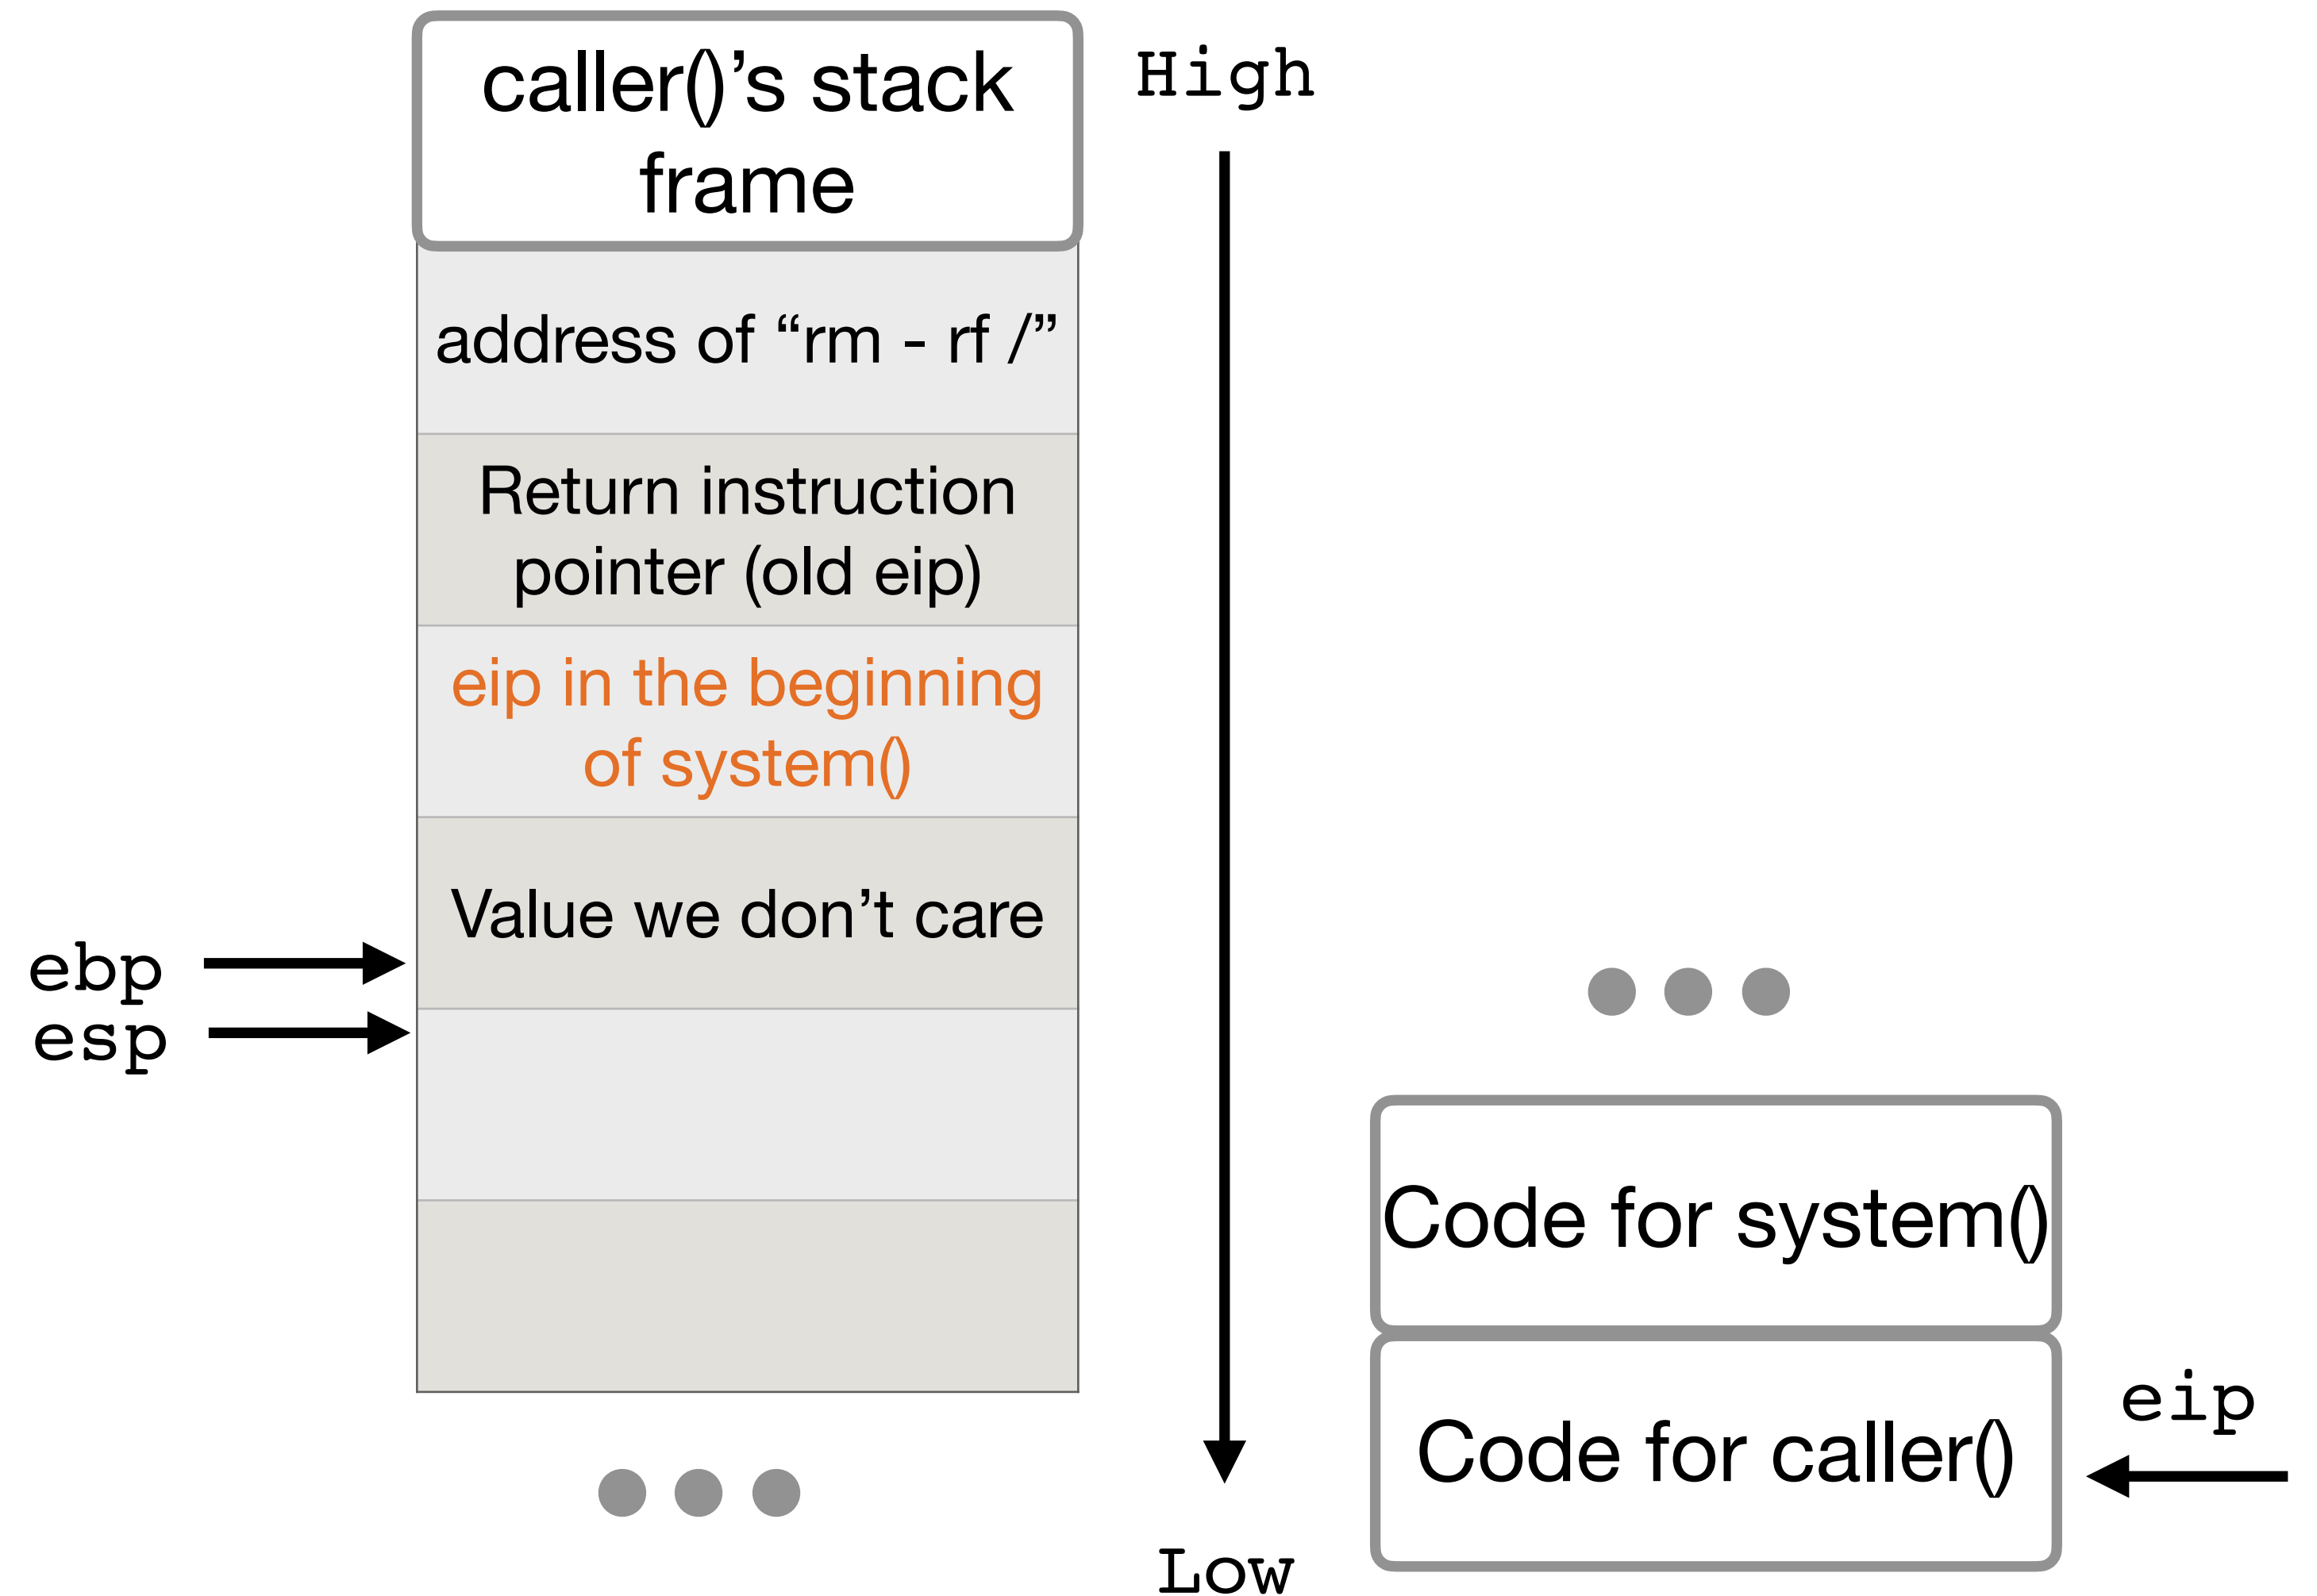 caller()’s stack
frame
High
address of “rm - rf /”
Return instruction
pointer (old eip)
eip in the beginning
of system()
Value we don’t care
ebp
esp
Code for system()
Code for caller()
eip
Low